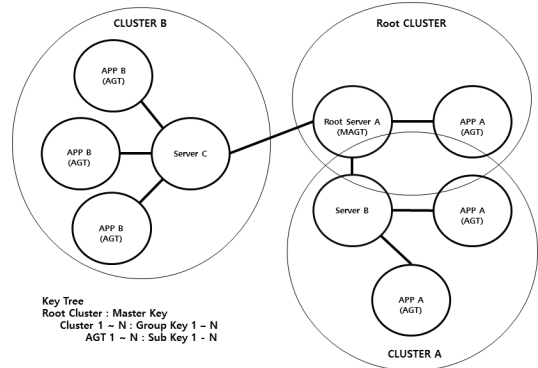 CLUSTER B
Root CLUSTER
APP B
(AGT)
Root Server A
(MAGT)
APP A
(AGT)
APP B
(AGT)
Server C
Server B
APP A
(AGT)
APP B
(AGT)
APP A
(AGT)
Key Tree
Root Cluster : Master Key
Cluster 1 ~ N : Group Key 1 – N
AGT 1 ~ N : Sub Key 1 - N
CLUSTER A